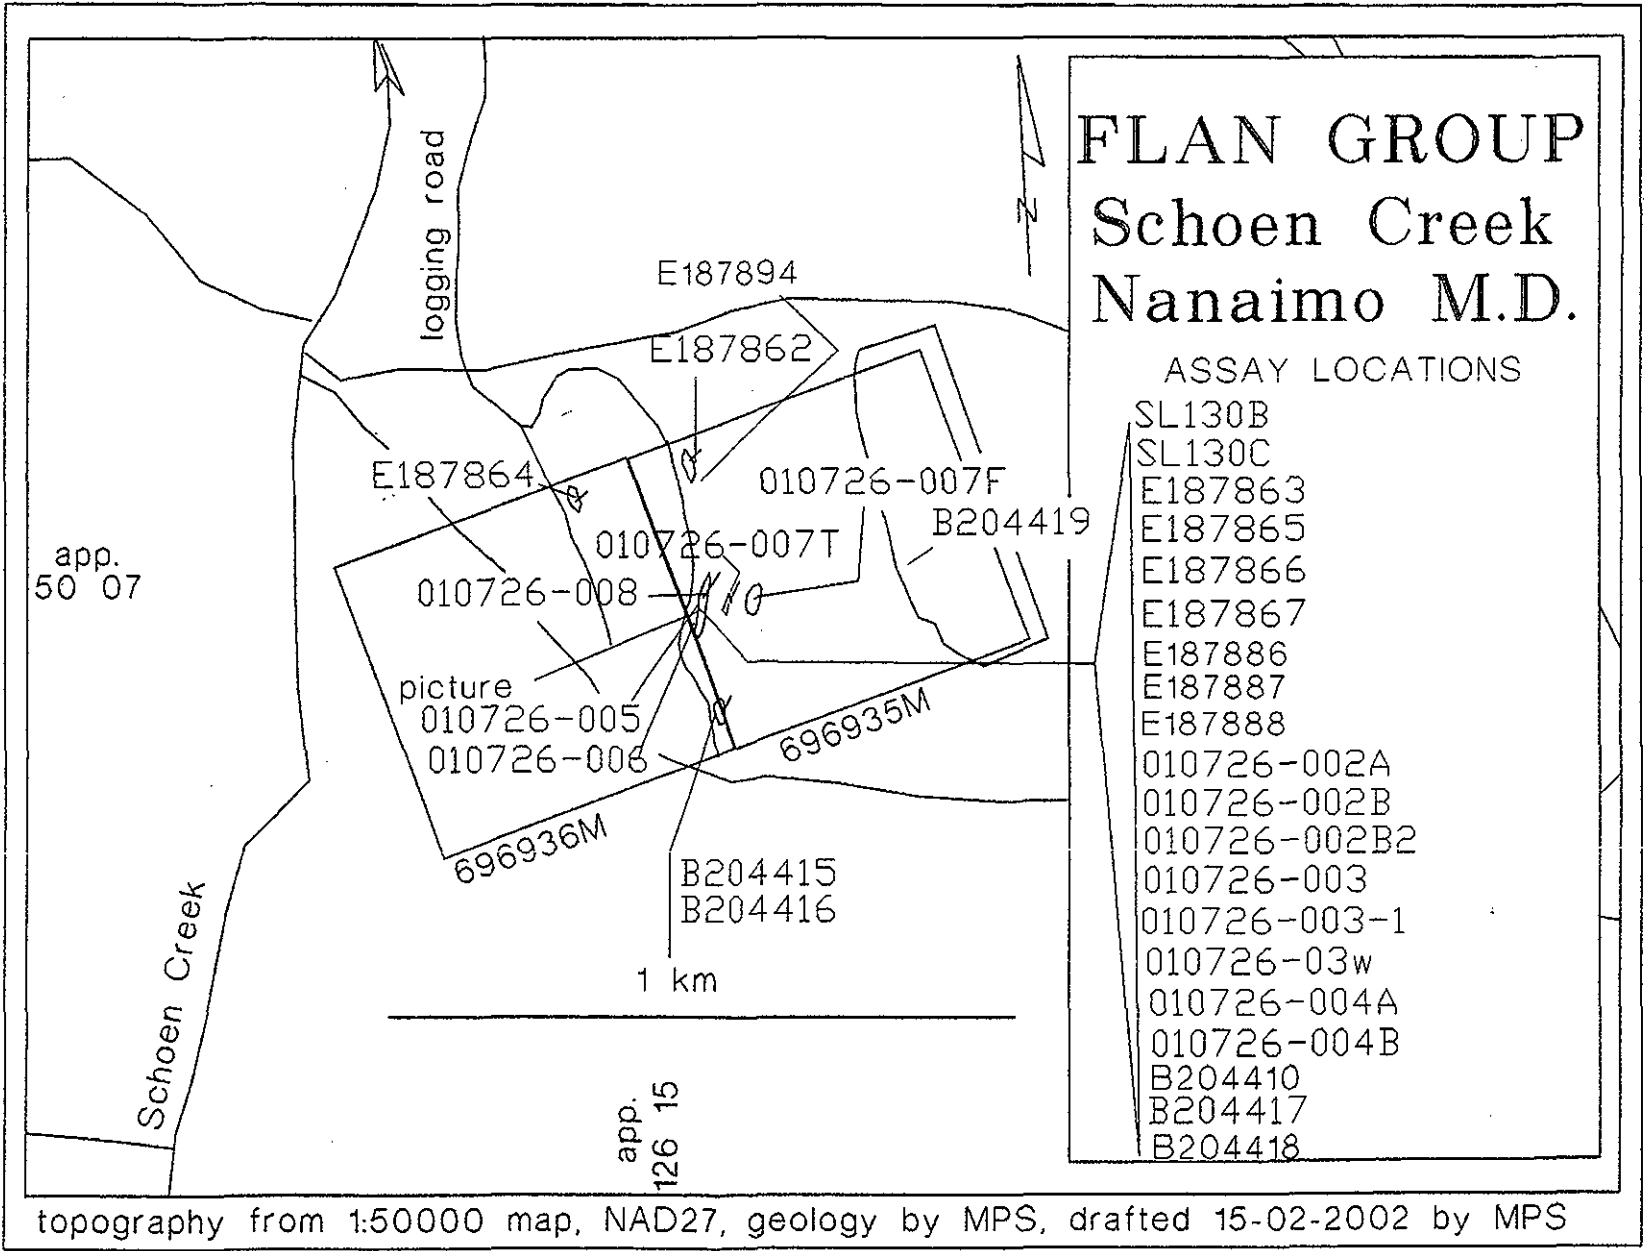 FLAN GROUP
Schoen Creek
Nanaimo M.D.
ASSAY LOCATIONS
SL130B
SL130C
E187863
E187865
E187866
E187867
E187886
E187887
E187888
010726-002A
010726-002B
010726-002B2
010726-003
010726-003-1
010726-03w
010726-004A
010726-004B
B204410
B204417
B204418
logging road
N
E187894
E187862
E187864
010726-007F
B204419
010726-007T
010726-008
app.
50 07
picture
010726-005
010726-006
696935M
696936M
B204415
B204416
1 km
Schoen Creek
app.
126 15
topography from 1:50000 map, NAD27, geology by MPS, drafted 15-02-2002 by MPS